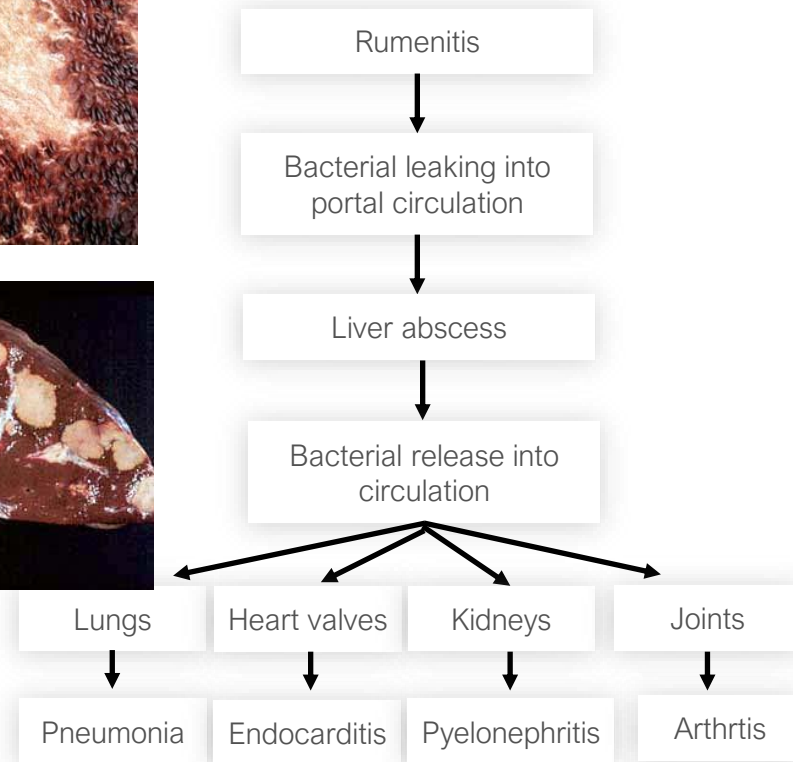 Rumenitis
Bacterial leaking into
portal circulation
Liver abscess
Bacterial release into
circulation
Lungs
Heart valves
Kidneys
Joints
Pneumonia
Endocarditis
Pyelonephritis
Arthrtis